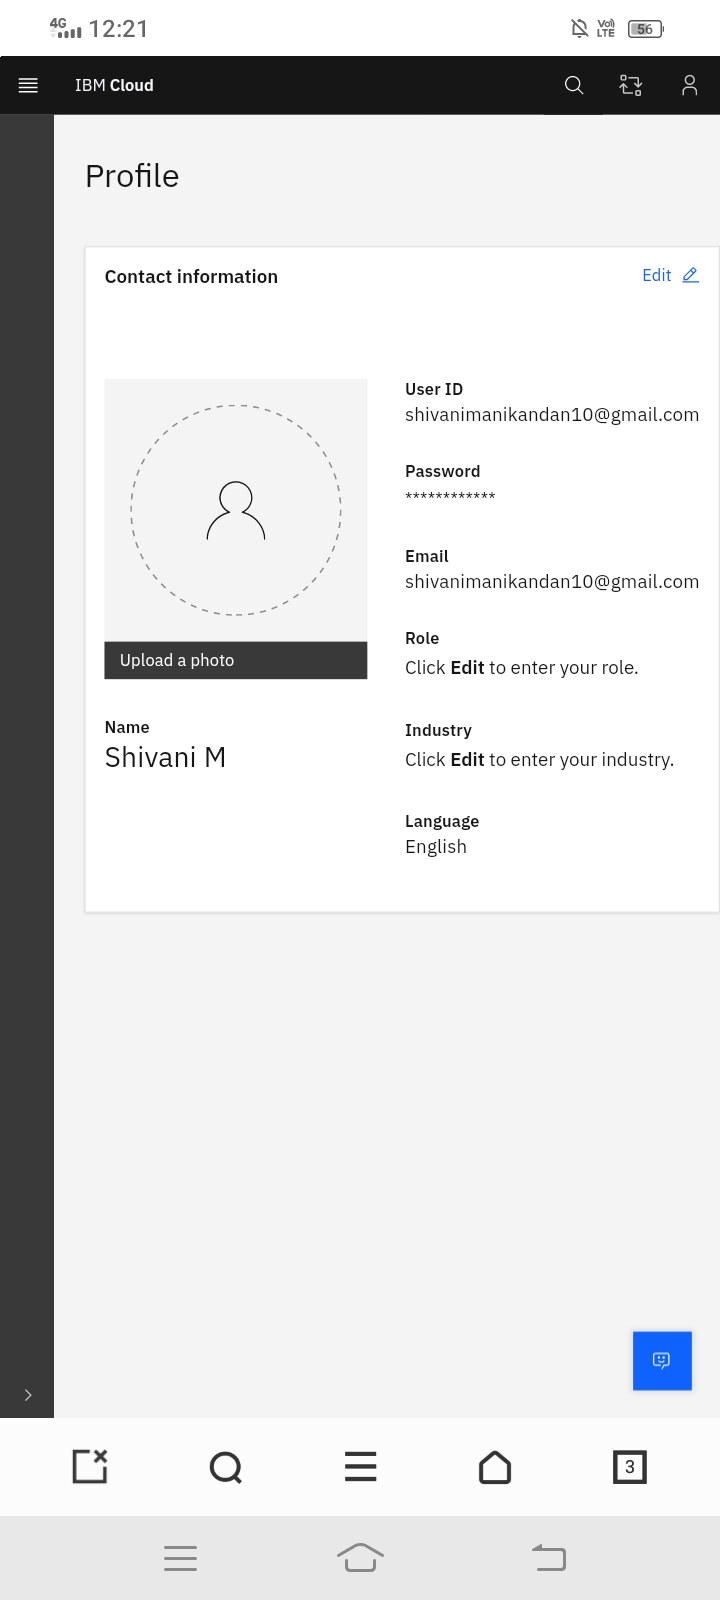 4G 12:21 Vo) LTE 56
IBM Cloud
Profile
Contact information
Edit
User ID
shivanimanikandan10@gmail.com
Password
************
Email
shivanimanikandan10@gmail.com
Role
Click Edit to enter your role.
Upload a photo
Name
Shivani M
Industry
Click Edit to enter your industry.
Language
English
3